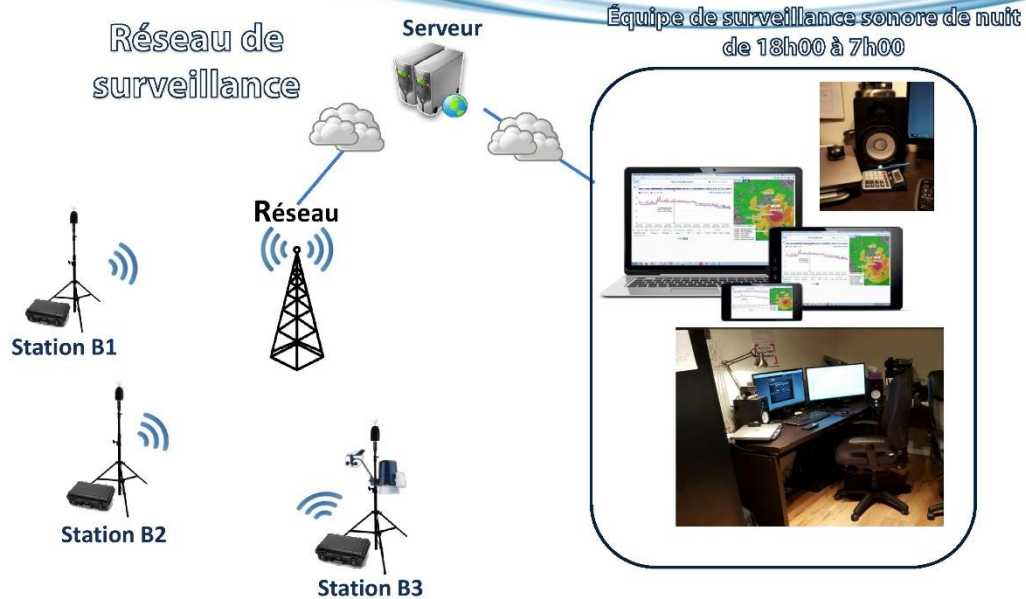 Réseau de
surveillance
Serveur
Équipe de surveillance sonore de nuit
de 18h00 à 7h00
Réseau
Station B1
Station B2
Station B3